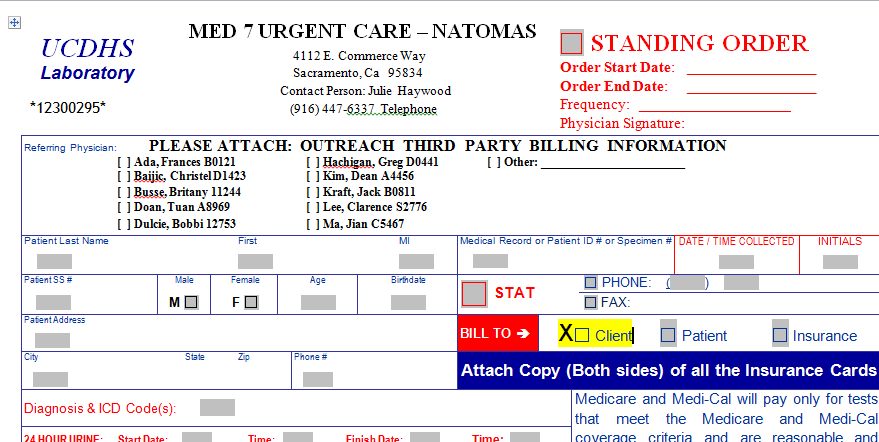 UCDHS
Laboratory
*12300295*
MED 7 URGENT CARE – NATOMAS
4112 E. Commerce Way
Sacramento, Ca 95834
Contact Person: Julie Haywood
(916) 447-6337 Telephone
STANDING ORDER
Order Start Date:
Order End Date:
Frequency:
Physician Signature:
Referring Physician: PLEASE ATTACH: OUTREACH THIRD PARTY BILLING INFORMATION
[ ] Ada, Frances B0121 [ ] Hachigan, Greg D0441 [ ] Other: ____________________
[ ] Baijic, Christel D1423 [ ] Kim, Dean A4456
[ ] Busse, Britany 11244 [ ] Kraft, Jack B0811
[ ] Doan, Tuan A8969 [ ] Lee, Clarence S2776
[ ] Dulcie, Bobbi 12753 [ ] Ma, Jian C5467
Patient Last Name First MI Medical Record or Patient ID # or Specimen # DATE / TIME COLLECTED INITIALS
Patient SS # Male Female Age Birthdate
M F
STAT
PHONE: ( )
FAX:
Patient Address
BILL TO ➔ X Client Patient Insurance
City State Zip Phone #
Attach Copy (Both sides) of all the Insurance Cards
Diagnosis & ICD Code(s):
Medicare and Medi-Cal will pay only for tests
that meet the Medicare and Medi-Cal
coverage criteria and are reasonable and
24 HOUR URINE: Start Date: Time: Finish Date: Time: